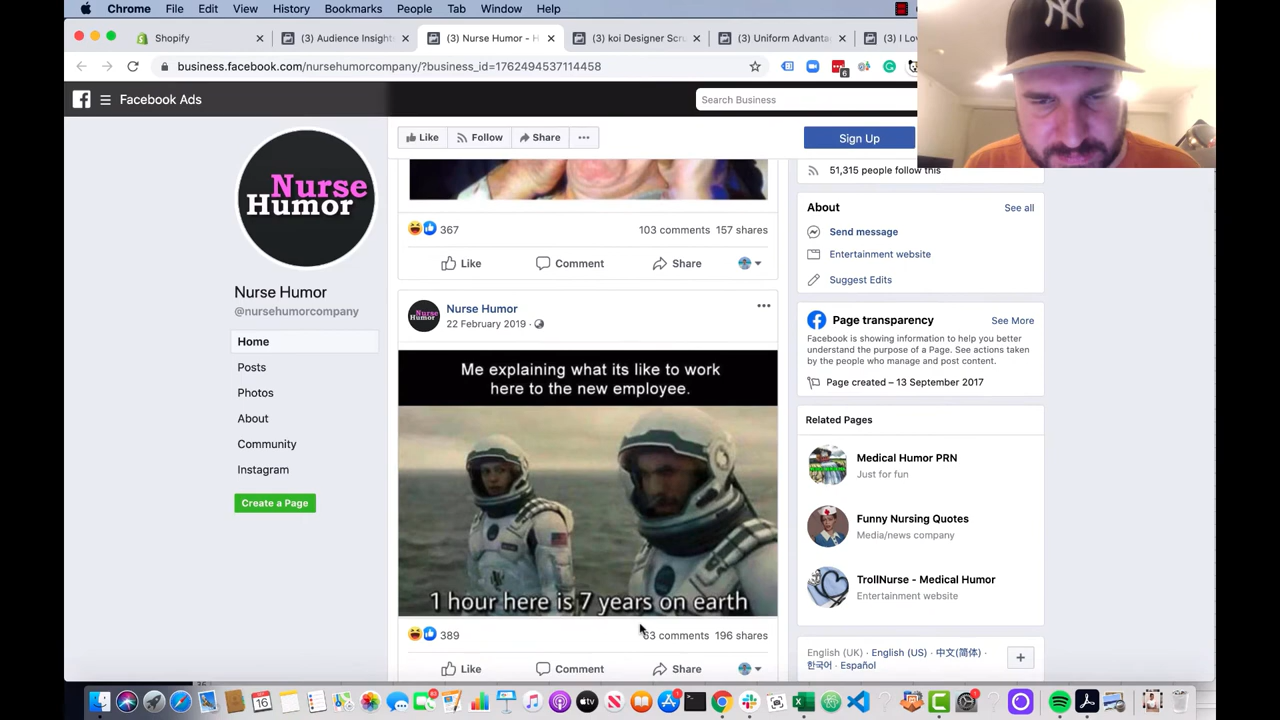 Chrome File Edit View History Bookmarks People Tab Window Help
Shopify
(3) Audience Insight
(3) Nurse Humor - H
(3) koi Designer Scru
(3) Uniform Advanta
(3) I Lov
business.facebook.com/nursehumorcompany/?business_id=1762494537114458
6
Facebook Ads
Search Business
Like Follow Share
Sign Up
51,315 people follow this
Nurse
Humor
About See all
Send message
367 103 comments 157 shares
Entertainment website
Like Comment Share
Suggest Edits
Nurse Humor
@nursehumorcompany
Nurse Humor
22 February 2019
Page transparency See More
Facebook is showing information to help you better
understand the purpose of a Page. See actions taken
by the people who manage and post content.
Page created – 13 September 2017
Home
Posts
Photos
About
Community
Instagram
Create a Page
Me explaining what its like to work
here to the new employee.
1 hour here is 7 years on earth
Related Pages
Medical Humor PRN
Just for fun
Funny Nursing Quotes
Media/news company
TrollNurse - Medical Humor
Entertainment website
389 63 comments 196 shares
Like Comment Share
English (UK) · English (US) · 中文(简体) ·
한국어 · Español
16